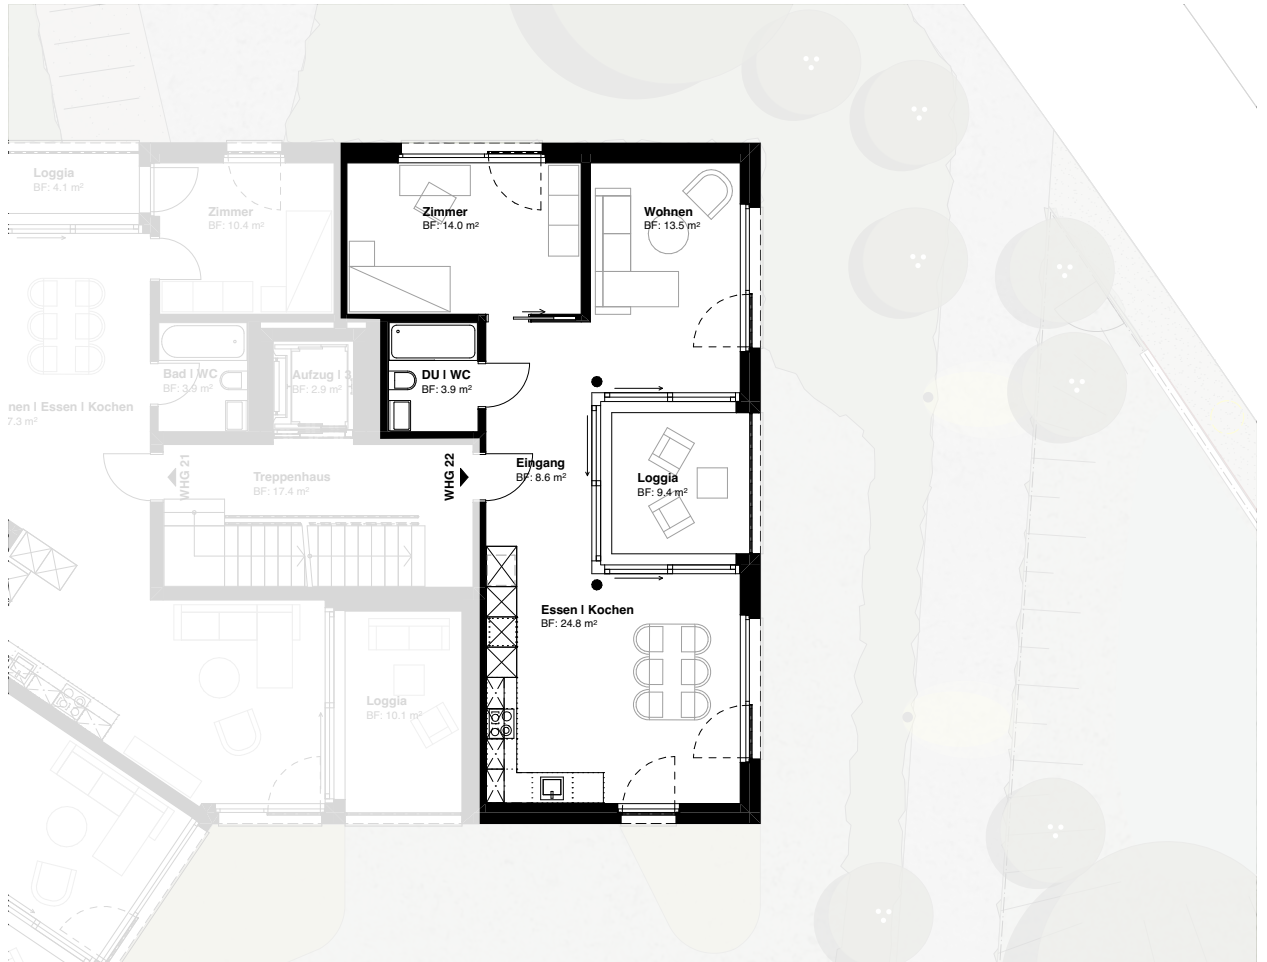 Loggia
BF: 4.1 m²
Zimmer
BF: 10.4 m²
Zimmer
BF: 14.0 m²
Wohnen
BF: 13.5 m²
Bad | WC
BF: 3.9 m²
Aufzug | 3
BF: 2.9 m²
DU | WC
BF: 3.9 m²
nen | Essen | Kochen
7.3 m²
WHG 21
Treppenhaus
BF: 17.4 m²
WHG 22
Eingang
BF: 8.6 m²
Loggia
BF: 9.4 m²
Essen | Kochen
BF: 24.8 m²
Loggia
BF: 10.1 m²